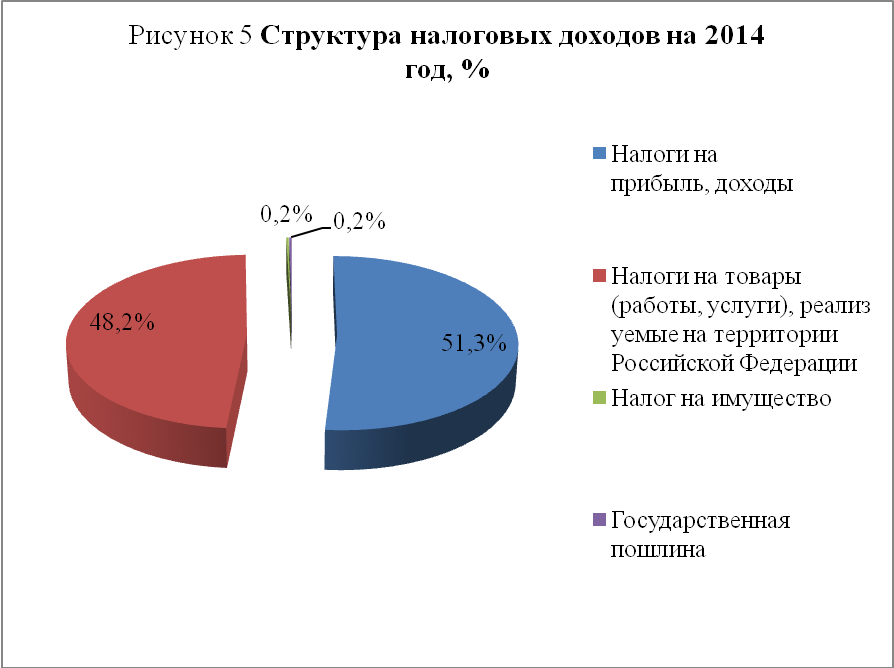 Рисунок 5 Структура налоговых доходов на 2014
год, %
0,2%
0,2%
48,2%
51,3%
Налоги на
прибыль, доходы
Налоги на товары
(работы, услуги), реализ
уемые на территории
Российской Федерации
Налог на имущество
Государственная
пошлина